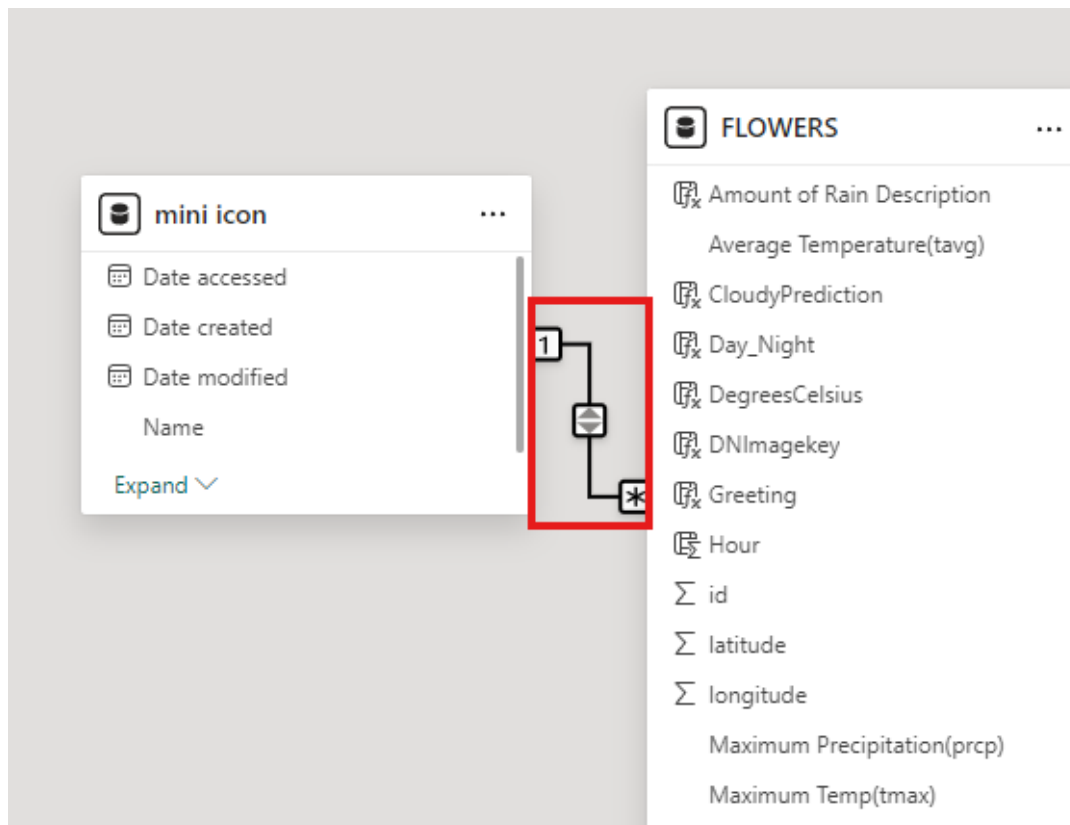 mini icon
Date accessed
Date created
Date modified
Name
Expand
1
*
FLOWERS
Amount of Rain Description
Average Temperature(tavg)
CloudyPrediction
Day_Night
DegreesCelsius
DNImagekey
Greeting
Hour
id
latitude
longitude
Maximum Precipitation(prcp)
Maximum Temp(tmax)